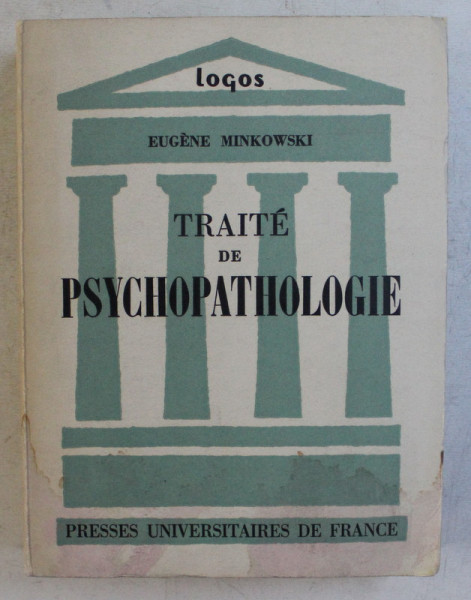 logos
EUGÈNE MINKOWSKI
TRAITÉ
DE
PSYCHOPATHOLOGIE
PRESSES UNIVERSITAIRES DE FRANCE